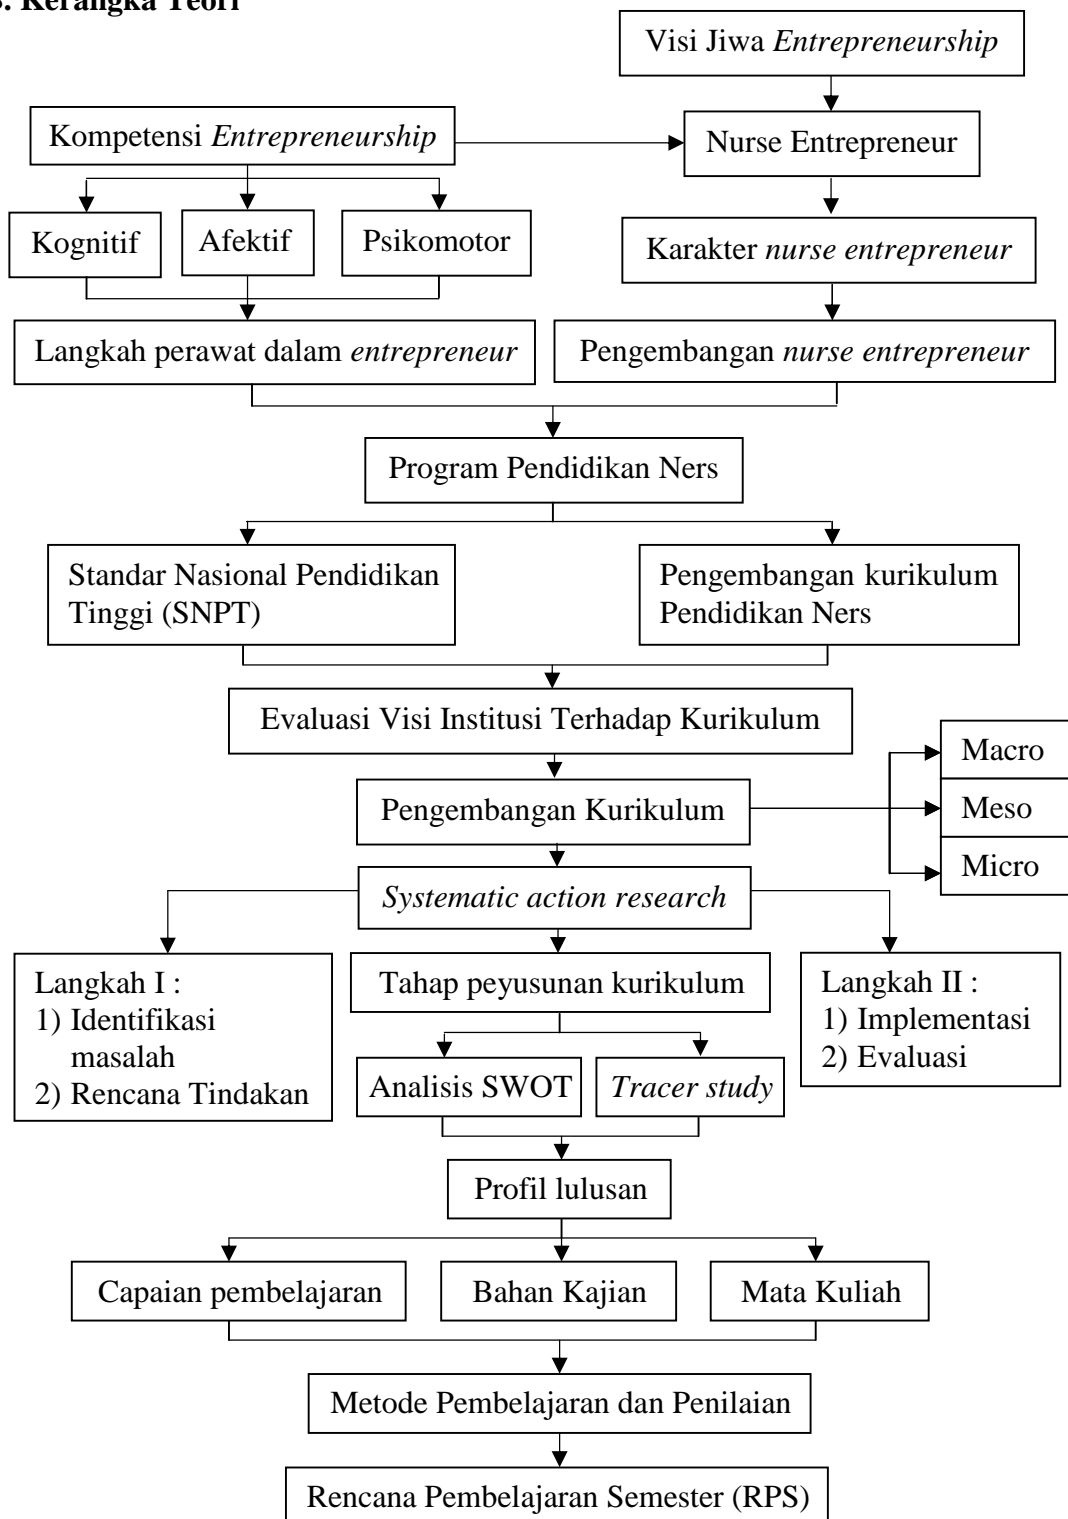 . Kerangka Teori
Visi Jiwa Entrepreneurship
Kompetensi Entrepreneurship
Nurse Entrepreneur
Kognitif
Afektif
Psikomotor
Karakter nurse entrepreneur
Langkah perawat dalam entrepreneur
Pengembangan nurse entrepreneur
Program Pendidikan Ners
Standar Nasional Pendidikan
Tinggi (SNPT)
Pengembangan kurikulum
Pendidikan Ners
Evaluasi Visi Institusi Terhadap Kurikulum
Macro
Pengembangan Kurikulum
Meso
Micro
Systematic action research
Langkah I :
1) Identifikasi
masalah
2) Rencana Tindakan
Tahap peyusunan kurikulum
Langkah II :
1) Implementasi
2) Evaluasi
Analisis SWOT
Tracer study
Profil lulusan
Capaian pembelajaran
Bahan Kajian
Mata Kuliah
Metode Pembelajaran dan Penilaian
Rencana Pembelajaran Semester (RPS)